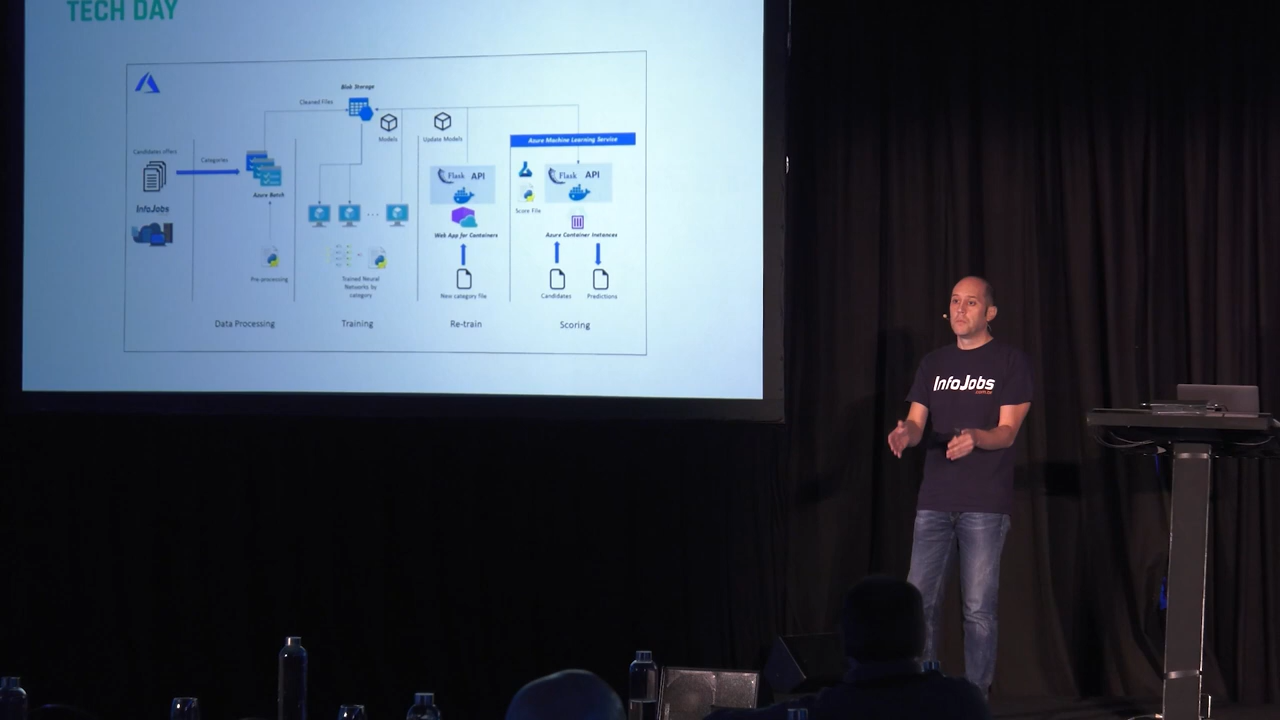 TECH DAY
Blob Storage
Cleaned Files
Models
Update Models
Azure Machine Learning Service
Candidates offers
Categories
Flask API
Flask API
Azure Batch
Score File
InfoJobs
Web App for Containers
Azure Container Instances
Pre-processing
Trained Neural
Networks by
category
New category file
Candidates
Predictions
Data Processing
Training
Re-train
Scoring
InfoJobs
.com.br